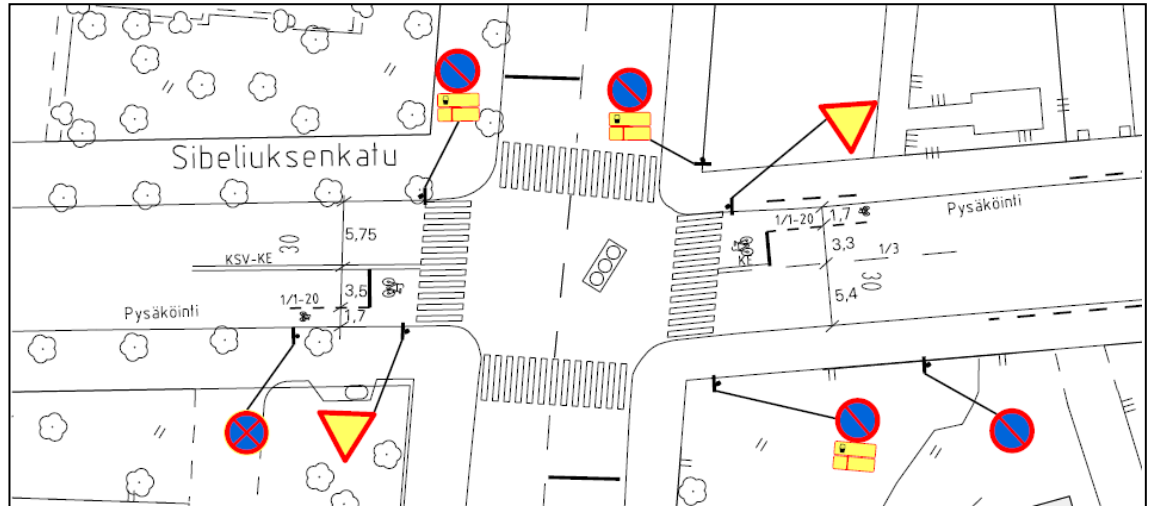 Sibeliuksenkatu
Pysäköinti
1/1-20
1,7
5,75
3,3
1/3
30
KSV-KE
KE
30
3,5
5,4
1/1-20
Pysäköinti
1,7